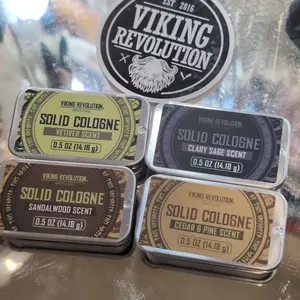 EST 2016
VIKING
REVOLUTION
VIKING REVOLUTION
SOLID COLOGNE
VETIVER SCENT
0.5 OZ (14.18 g)
VIKING REVOLUTION
SOLID COLOGNE
CLARY SAGE SCENT
0.5 OZ (14.18 g)
VIKING REVOLUTION
SOLID COLOGNE
SANDALWOOD SCENT
0.5 OZ (14.18 g)
VIKING REVOLUTION
SOLID COLOGNE
CEDAR & PINE SCENT
0.5 OZ (14.18 g)